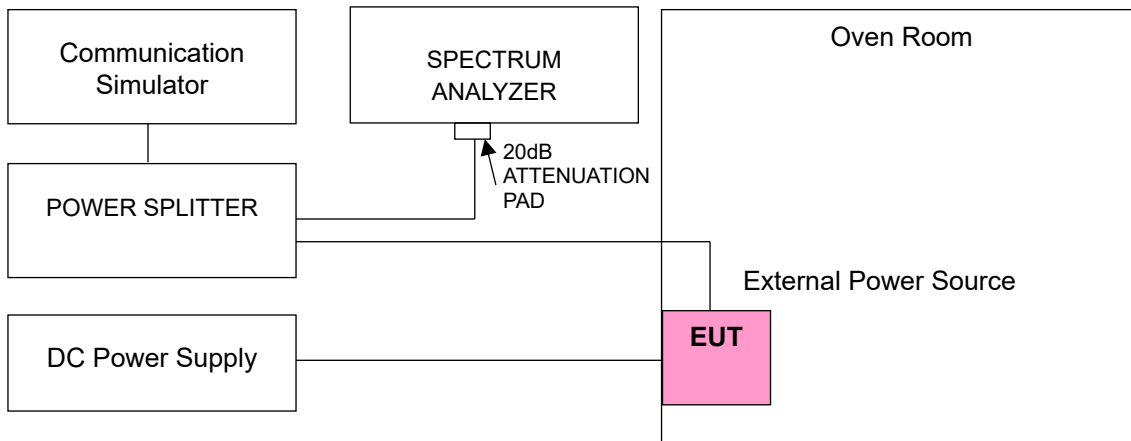 Communication
Simulator
SPECTRUM
ANALYZER
Oven Room
20dB
ATTENUATION
PAD
POWER SPLITTER
External Power Source
EUT
DC Power Supply